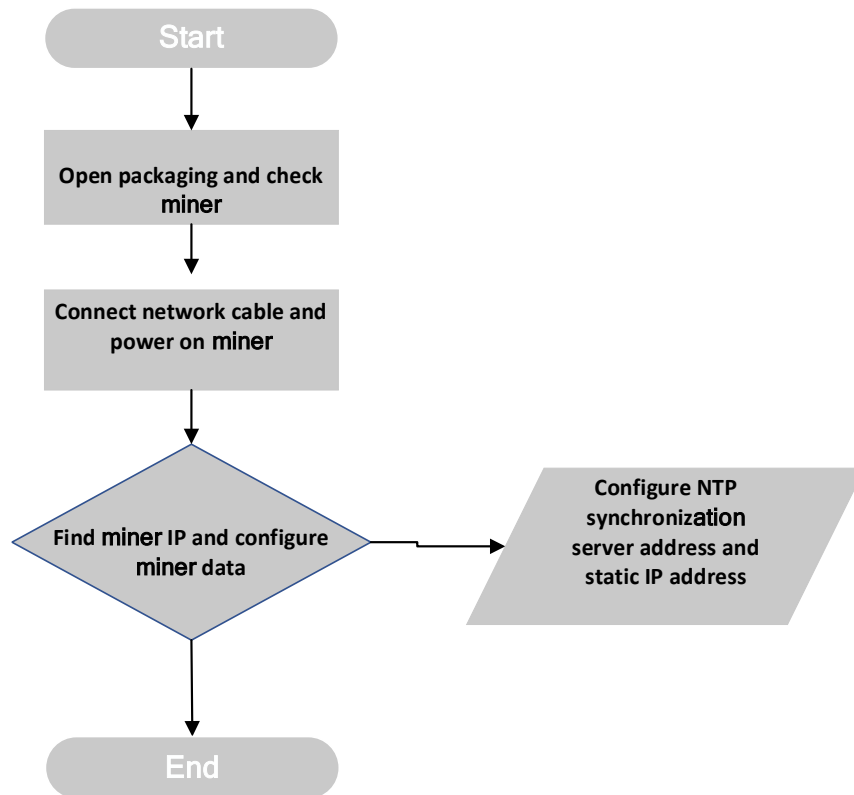 Start
Open packaging and check
miner
Connect network cable and
power on miner
Find miner IP and configure
miner data
Configure NTP
synchronization
server address and
static IP address
End